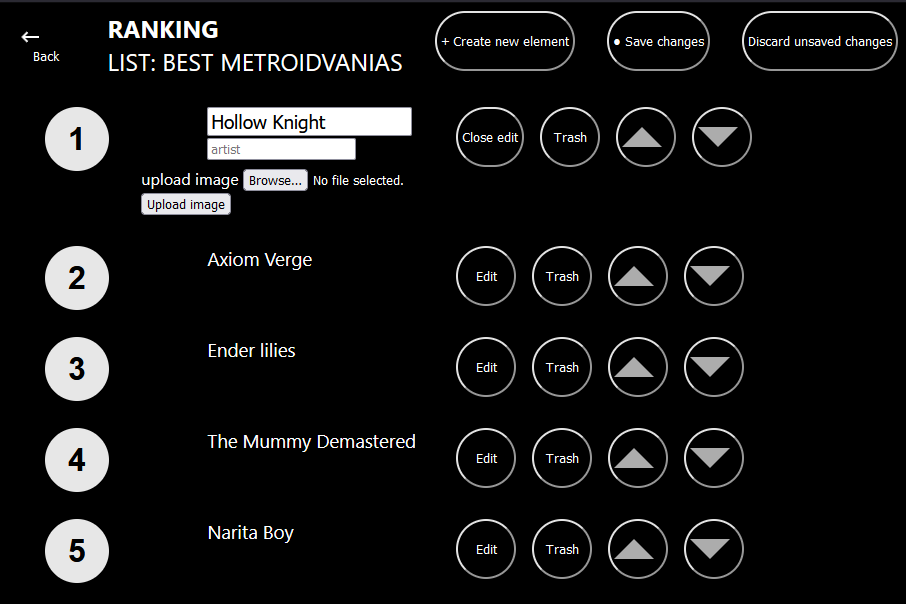 ←
Back
RANKING
LIST: BEST METROIDVANIAS
+ Create new element
● Save changes
Discard unsaved changes
1
Hollow Knight
artist
upload image Browse... No file selected.
Upload image
Close edit
Trash
2
Axiom Verge
Edit
Trash
3
Ender lilies
Edit
Trash
4
The Mummy Demastered
Edit
Trash
5
Narita Boy
Edit
Trash